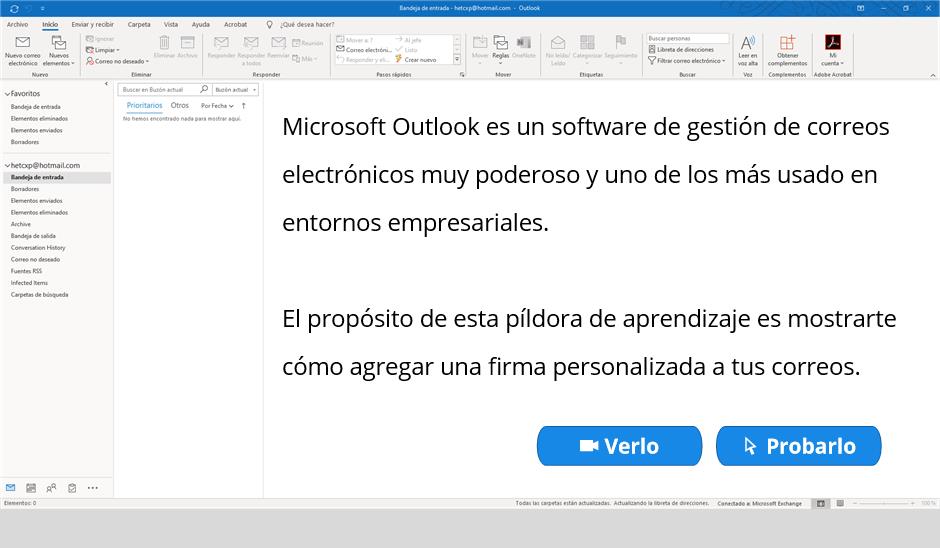 Bandeja de entrada - hetcxp@hotmail.com - Outlook
Archivo Inicio Enviar y recibir Carpeta Vista Ayuda Acrobat ¿Qué desea hacer?
Nuevo correo electrónico
Nuevos elementos
Nuevo
Ignorar
Limpiar
Correo no deseado
Eliminar Archivo
Eliminar
Responder Responder a todos Reenviar
Reunión
Más
Responder
Mover a: ?
Correo electróni...
Responder y eli...
Al jefe
Listo
Crear nuevo
Pasos rápidos
Mover Reglas OneNote
Mover
No leído/ Leído Categorizar Seguimiento
Etiquetas
Buscar personas
Libreta de direcciones
Filtrar correo electrónico
Buscar
Leer en voz alta
Voz
Obtener complementos
Complementos
Mi cuenta
Adobe Acrobat
Favoritos
Bandeja de entrada
Elementos eliminados
Elementos enviados
Borradores
hetcxp@hotmail.com
Bandeja de entrada
Borradores
Elementos enviados
Elementos eliminados
Archive
Bandeja de salida
Conversation History
Correo no deseado
Fuentes RSS
Infected Items
Carpetas de búsqueda
Buscar en Buzón actual Buzón actual
Prioritarios Otros Por Fecha
No hemos encontrado nada para mostrar aquí.
Microsoft Outlook es un software de gestión de correos
electrónicos muy poderoso y uno de los más usado en
entornos empresariales.
El propósito de esta píldora de aprendizaje es mostrarte
cómo agregar una firma personalizada a tus correos.
Verlo Probarlo
Elementos: 0 Todas las carpetas están actualizadas. Actualizando la libreta de direcciones. Conectado a: Microsoft Exchange 100 %